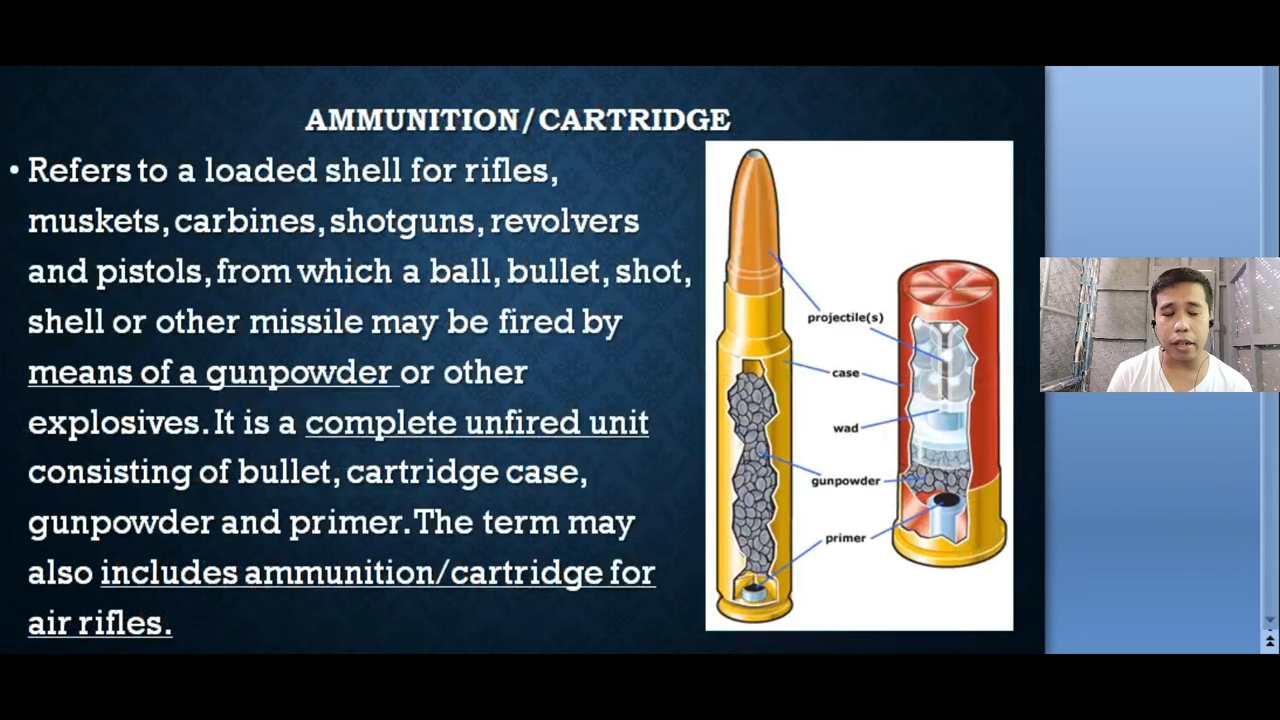 AMMUNITION/CARTRIDGE
• Refers to a loaded shell for rifles,
muskets, carbines, shotguns, revolvers
and pistols, from which a ball, bullet, shot,
shell or other missile may be fired by
means of a gunpowder or other
explosives. It is a complete unfired unit
consisting of bullet, cartridge case,
gunpowder and primer. The term may
also includes ammunition/cartridge for
air rifles.
projectile(s)
case
wad
gunpowder
primer